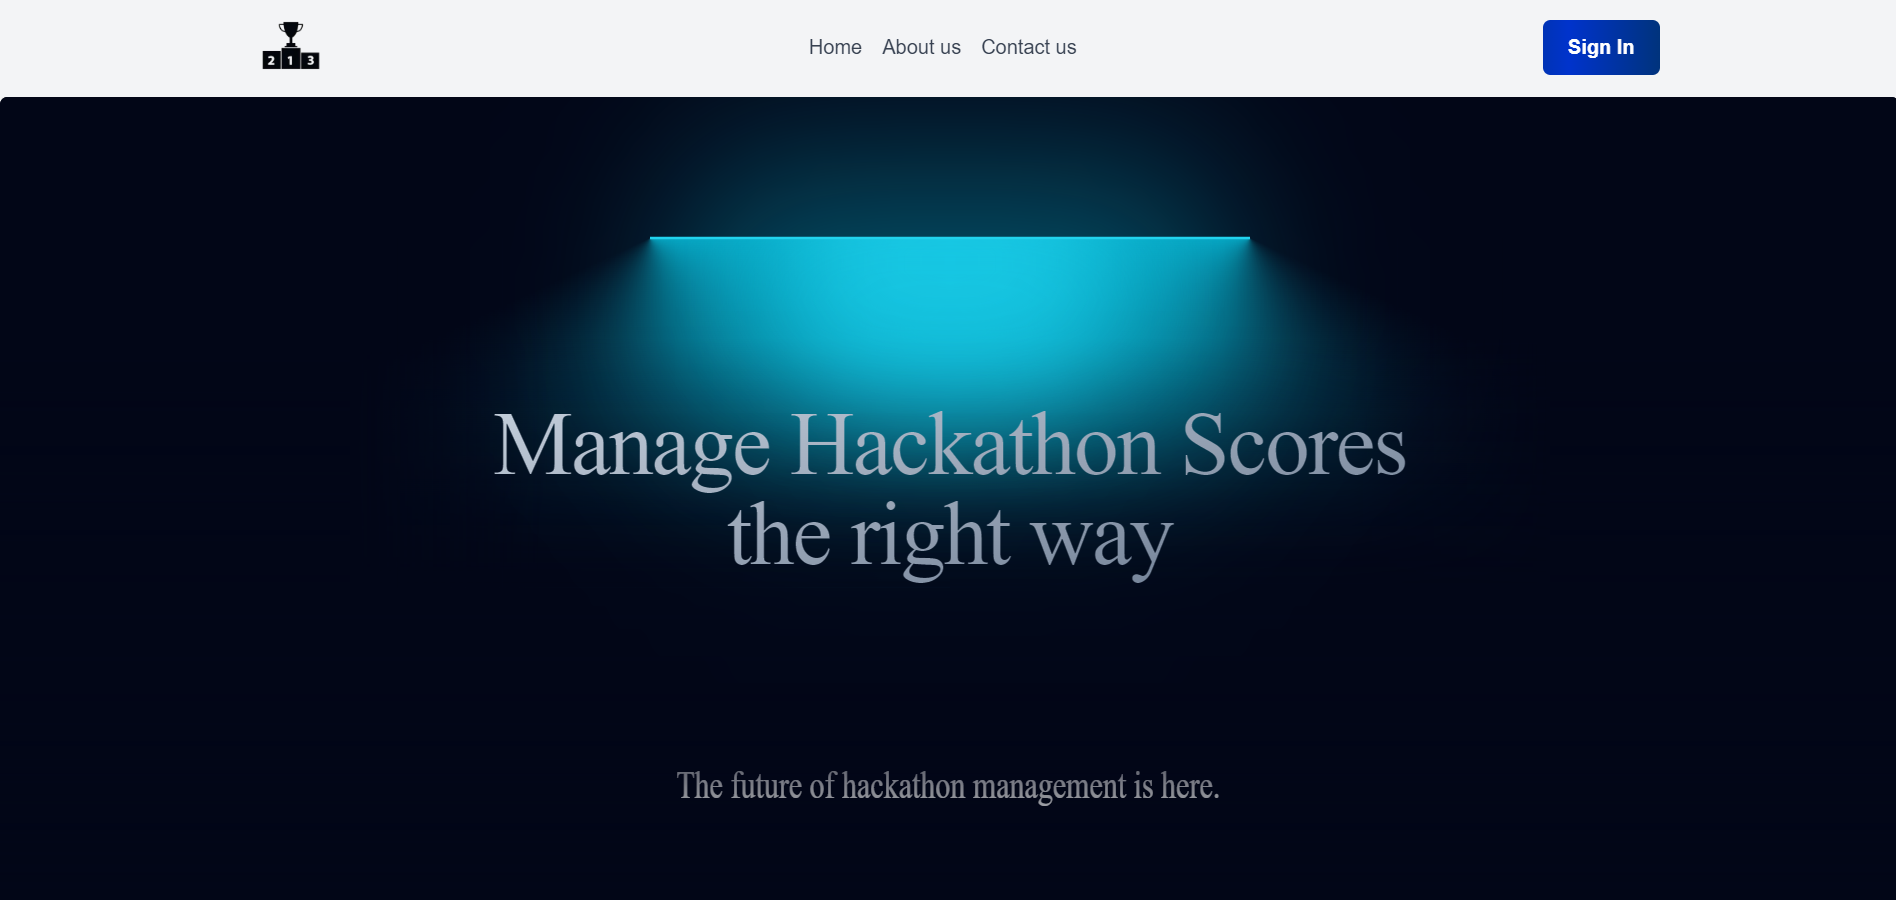 2 1 3
Home About us Contact us
Sign In
Manage Hackathon Scores
the right way
The future of hackathon management is here.